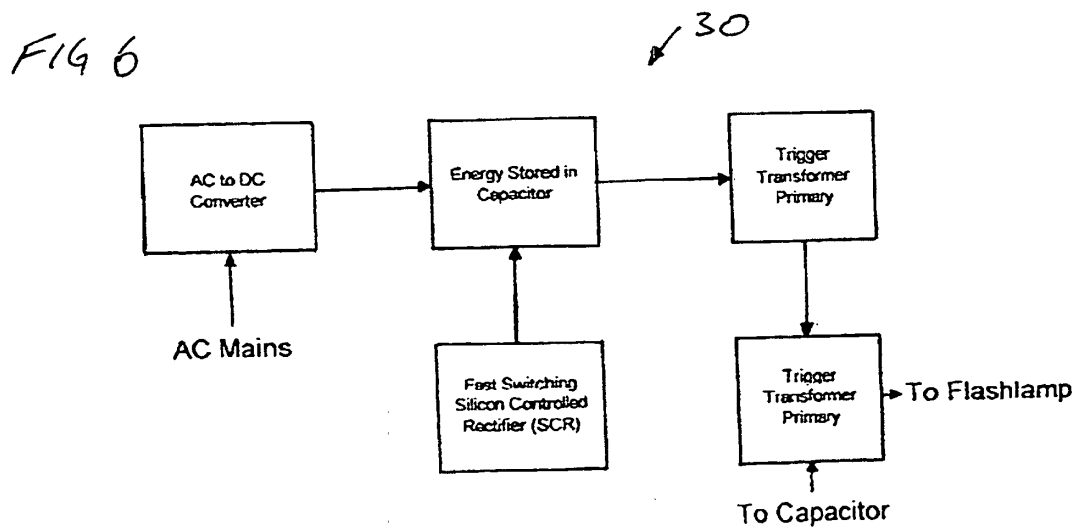 FIG 6
30
AC to DC
Converter
Energy Stored in
Capacitor
Trigger
Transformer
Primary
AC Mains
Fast Switching
Silicon Controlled
Rectifier (SCR)
Trigger
Transformer
Primary
To Flashlamp
To Capacitor